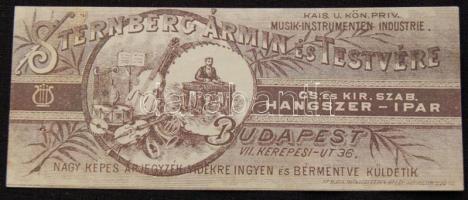 KAIS. U. KÖN. PRIV.
MUSIK-INSTRUMENTEN INDUSTRIE.
STERNBERG ÁRMIN ÉS TESTVÉRE
CS. ÉS KIR. SZAB.
HANGSZER – IPAR
BUDAPEST
VII. KEREPESI-UT 36.
NAGY KÉPES ÁRJEGYZÉK VIDÉKRE INGYEN és BÉRMENTVE KÜLDETIK